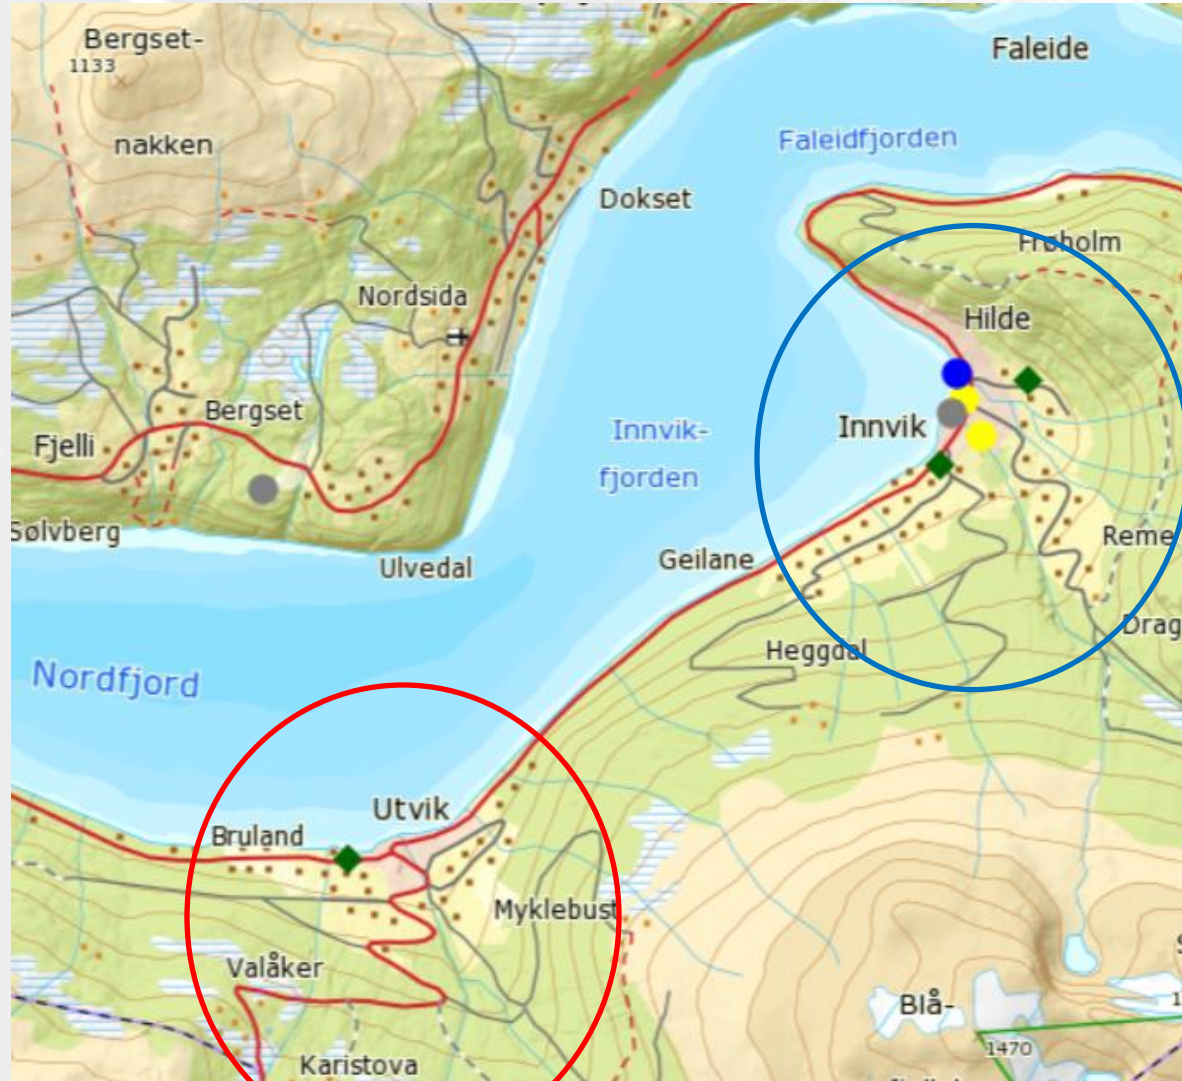 Bergset-
1133
nakken
Faleide
Faleidfjorden
Dokset
Frøholm
Nordsida
Hilde
Bergset
Fjelli
Innvik-
fjorden
Innvik
Sølvberg
Ulvedal
Geilane
Reme
Drag
Heggdal
Nordfjord
Utvik
Bruland
Myklebust
Valåker
Blå-
1470
Karistova